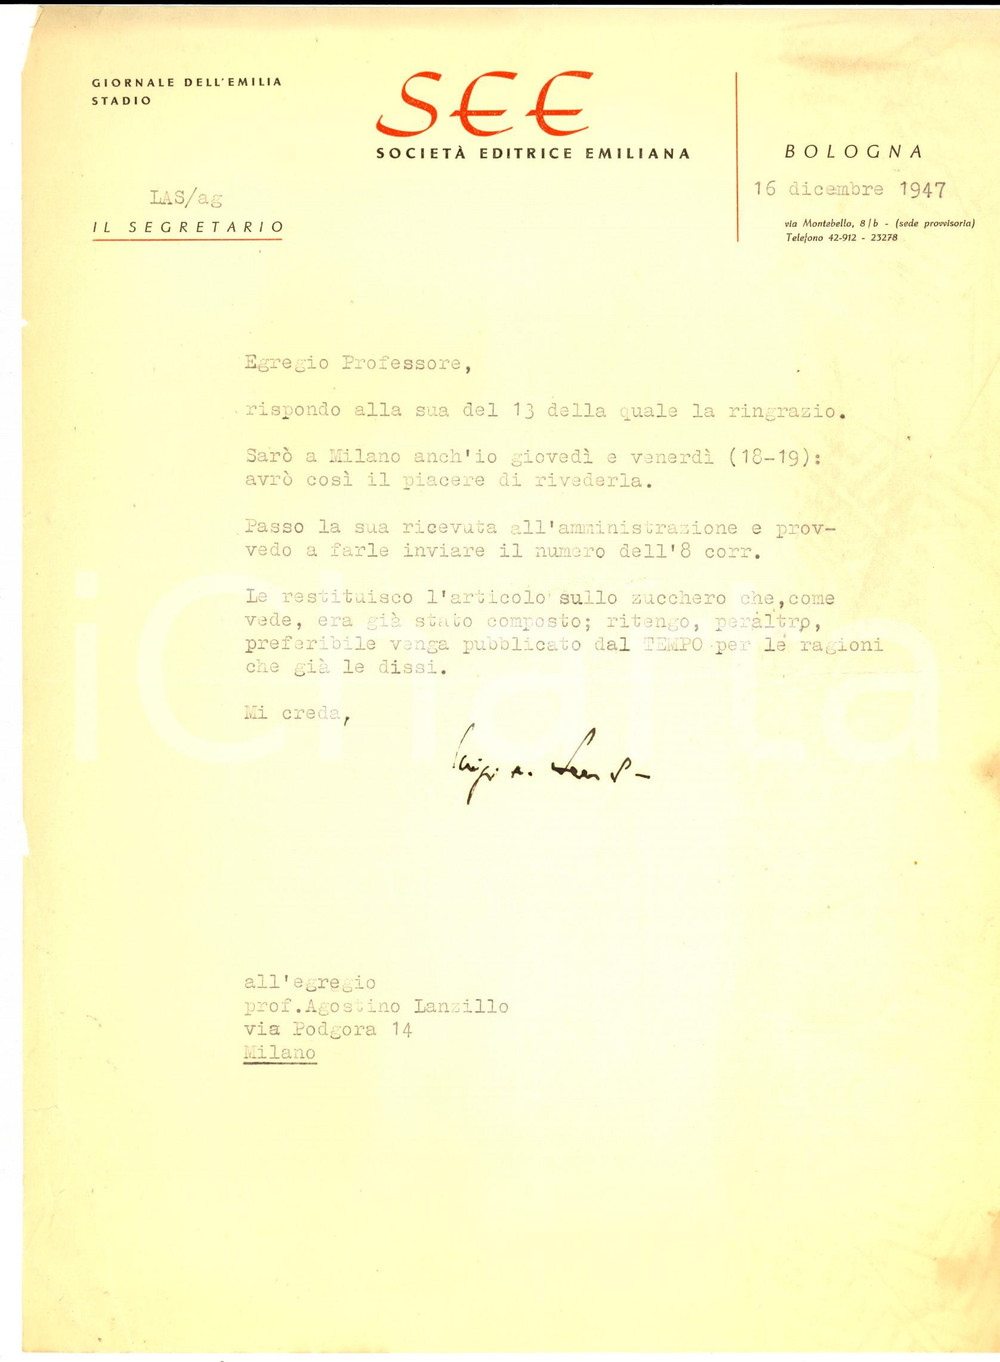 GIORNALE DELL'EMILIA
STADIO
SEE
SOCIETÀ EDITRICE EMILIANA
BOLOGNA
16 dicembre 1947
via Montebello, 8/b - (sede provvisoria)
Telefono 42-912 - 23278
LAS/ag
IL SEGRETARIO
Egregio Professore,
rispondo alla sua del 13 della quale la ringrazio.
Sarò a Milano anch'io giovedì e venerdì (18-19):
avrò così il piacere di rivederla.
Passo la sua ricevuta all'amministrazione e prov-
vedo a farle inviare il numero dell'8 corr.
Le restituisco l'articolo sullo zucchero che,come
vede, era già stato composto; ritengo, peraltro,
preferibile venga pubblicato dal TEMPO per le ragioni
che già le dissi.
Mi creda,
Luigi A.
all'egregio
prof.Agostino Lanzillo
via Podgora 14
Milano
iCharta